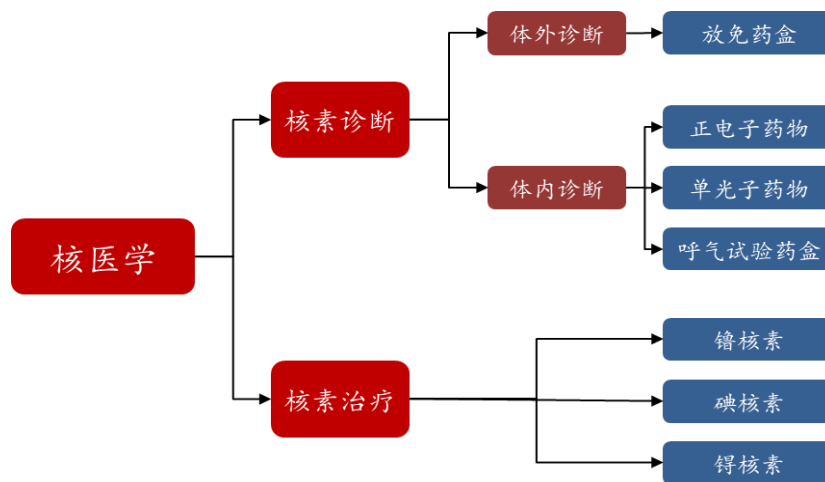 体外诊断
放免药盒
核素诊断
正电子药物
体内诊断
单光子药物
核医学
呼气试验药盒
镥核素
核素治疗
碘核素
锝核素